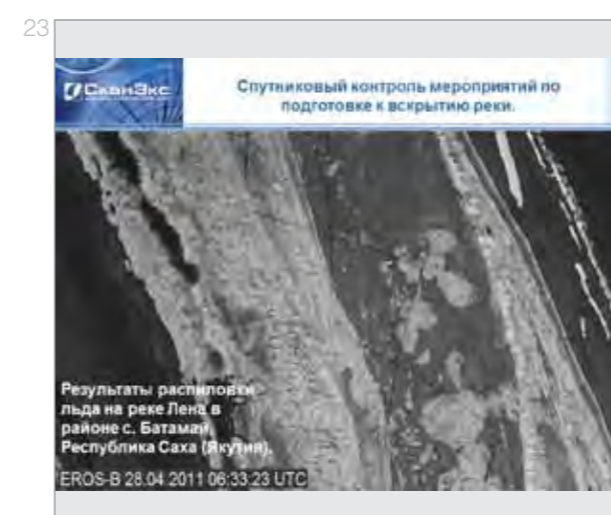 23
СканЭкс
Спутниковый контроль мероприятий по
подготовке к вскрытию реки.
Результаты распиловки
льда на реке Лена в
районе с. Батамай,
Республика Саха (Якутия).
EROS-B 28.04.2011 06:33:23 UTC